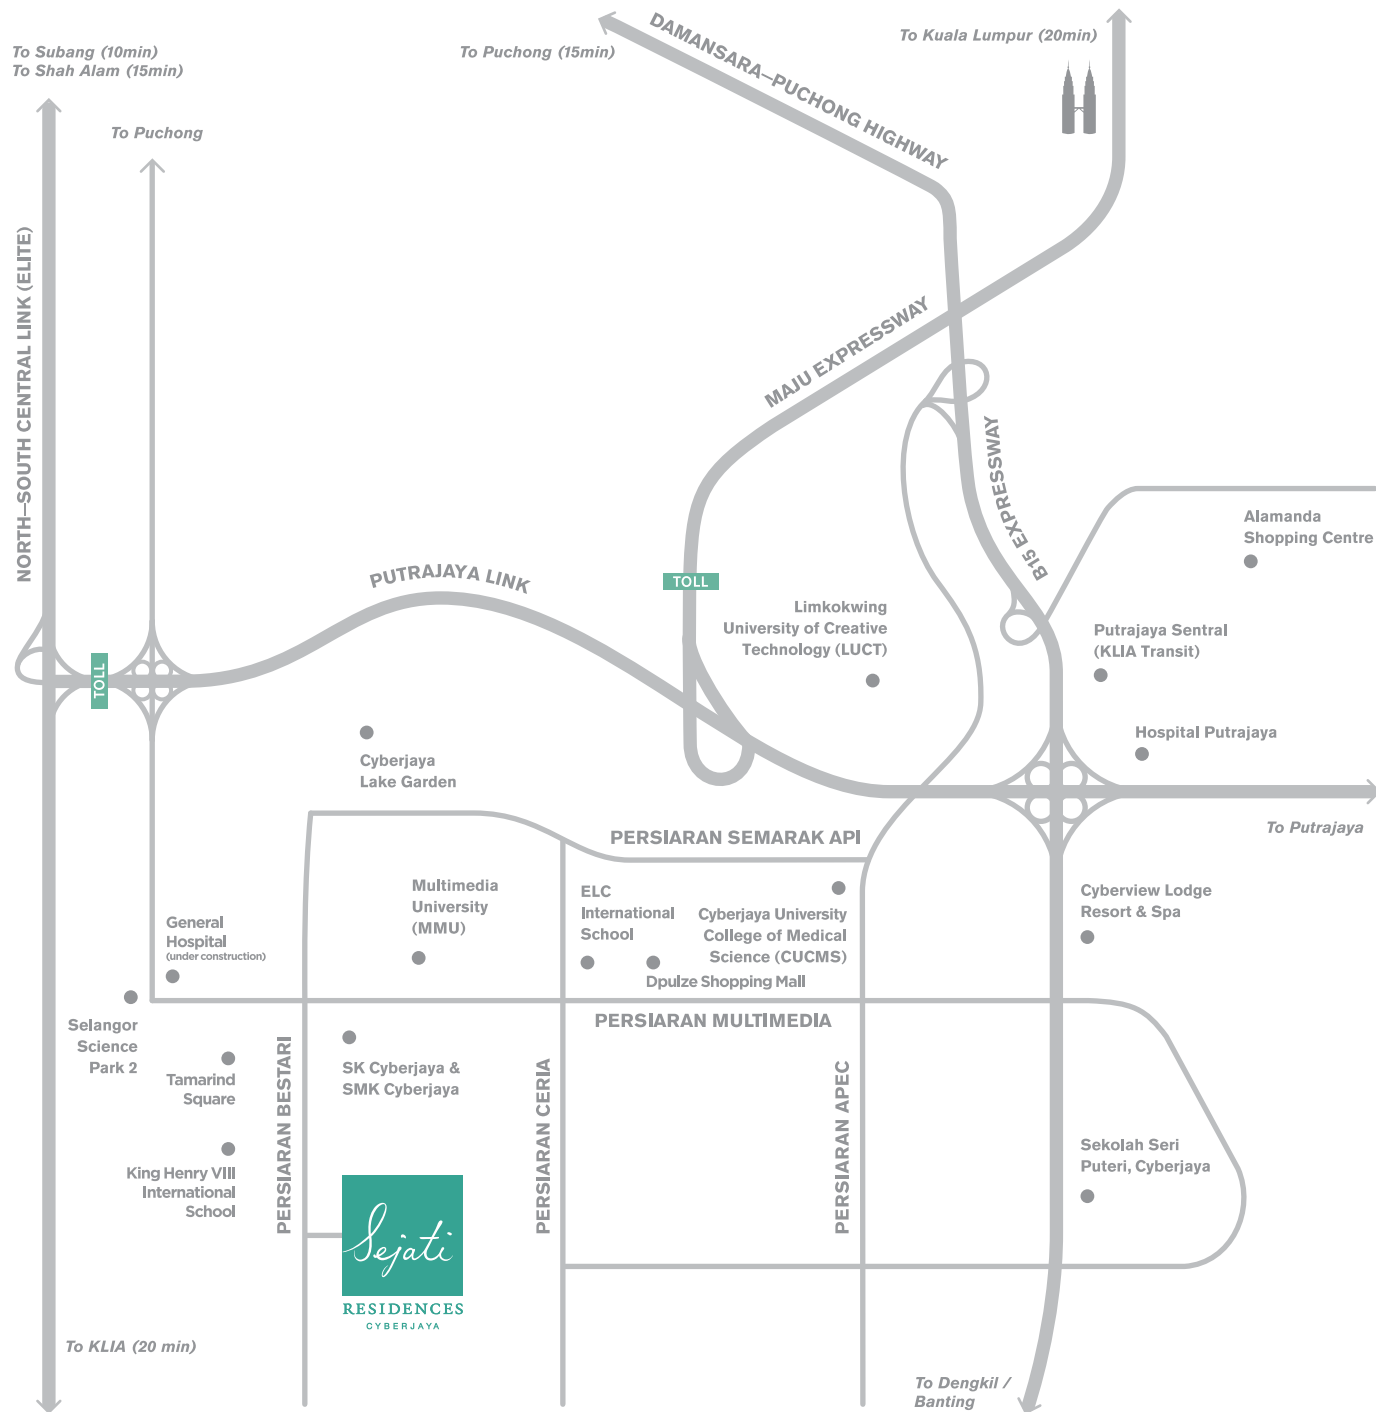 To Subang (10min)
To Shah Alam (15min)
To Puchong (15min)
DAMANSARA–PUCHONG HIGHWAY
To Kuala Lumpur (20min)
To Puchong
NORTH–SOUTH CENTRAL LINK (ELITE)
MAJU EXPRESSWAY
B15 EXPRESSWAY
Alamanda
Shopping Centre
PUTRAJAYA LINK
TOLL
Limkokwing
University of Creative
Technology (LUCT)
Putrajaya Sentral
(KLIA Transit)
TOLL
Hospital Putrajaya
Cyberjaya
Lake Garden
To Putrajaya
PERSIARAN SEMARAK API
Multimedia
University
(MMU)
ELC
International
School
Cyberjaya University
College of Medical
Science (CUCMS)
Cyberview Lodge
Resort & Spa
General
Hospital
(under construction)
Dpulze Shopping Mall
PERSIARAN MULTIMEDIA
Selangor
Science
Park 2
Tamarind
Square
SK Cyberjaya &
SMK Cyberjaya
PERSIARAN BESTARI
PERSIARAN CERIA
PERSIARAN APEC
Sekolah Seri
Puteri, Cyberjaya
King Henry VIII
International
School
Sejati
RESIDENCES
CYBERJAYA
To KLIA (20 min)
To Dengkil /
Banting